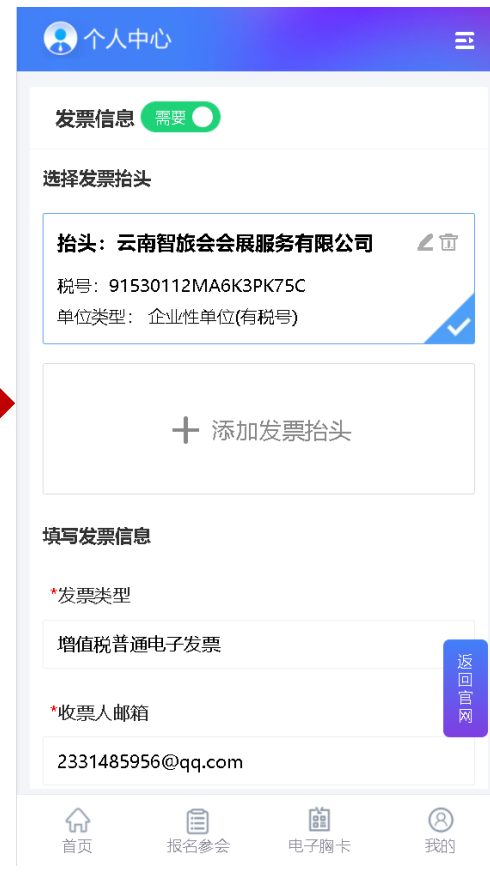 个人中心
发票信息 需要
选择发票抬头
抬头：云南智旅会会展服务有限公司
税号：91530112MA6K3PK75C
单位类型： 企业性单位(有税号)
添加发票抬头
填写发票信息
*发票类型
增值税普通电子发票
返回官网
*收票人邮箱
2331485956@qq.com
首页 报名参会 电子胸卡 我的